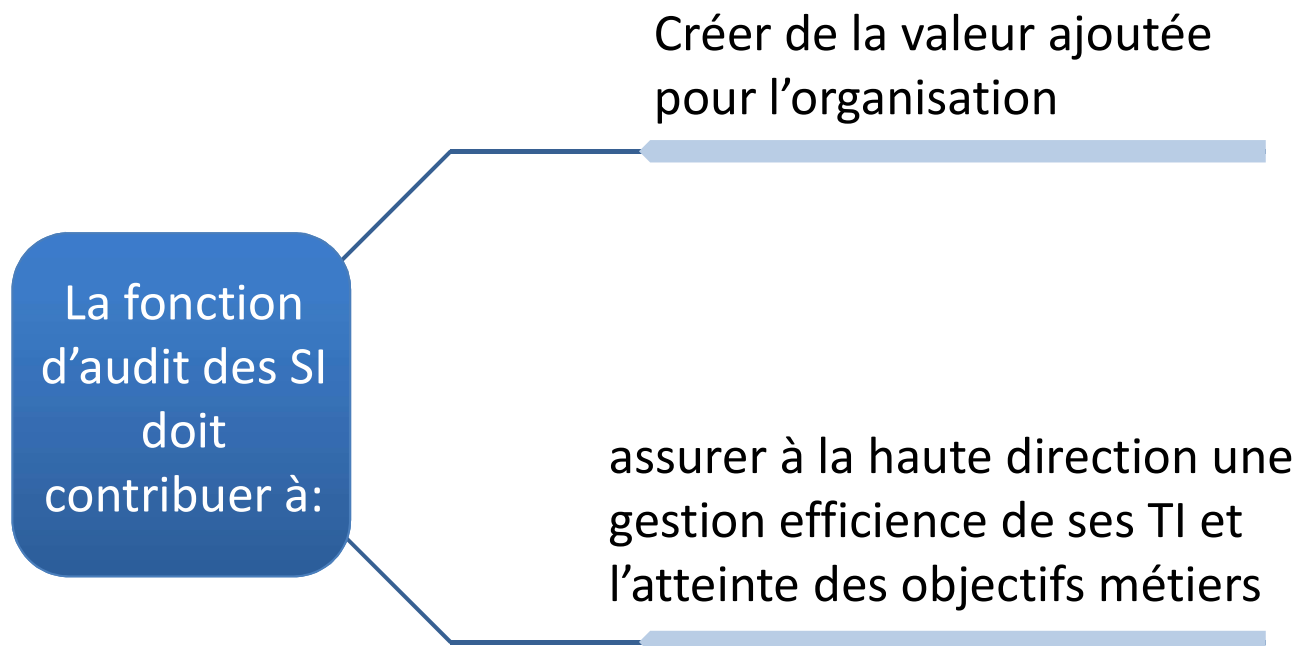 Créer de la valeur ajoutée
pour l’organisation
La fonction
d’audit des SI
doit
contribuer à:
assurer à la haute direction une
gestion efficience de ses TI et
l’atteinte des objectifs métiers